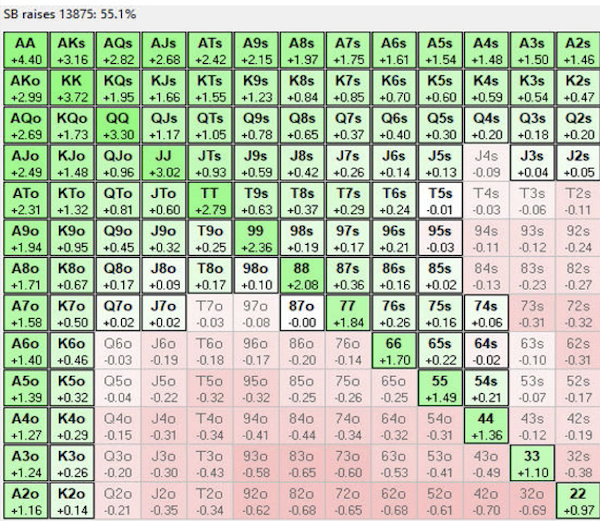 SB raises 13875: 55.1%
AA AKs AQs AJs ATs A9s A8s A7s A6s A5s A4s A3s A2s
+4.40 +3.16 +2.82 +2.68 +2.42 +2.15 +1.97 +1.75 +1.61 +1.54 +1.48 +1.50 +1.46
AKo KK KQs KJs KTs K9s K8s K7s K6s K5s K4s K3s K2s
+2.99 +3.72 +1.95 +1.66 +1.55 +1.23 +0.84 +0.85 +0.70 +0.60 +0.59 +0.54 +0.47
AQo KQo QQ QJs QTs Q9s Q8s Q7s Q6s Q5s Q4s Q3s Q2s
+2.69 +1.73 +3.30 +1.17 +1.05 +0.78 +0.65 +0.37 +0.40 +0.30 +0.20 +0.18 +0.20
AJo KJo QJo JJ JTs J9s J8s J7s J6s J5s J4s J3s J2s
+2.49 +1.48 +0.96 +3.02 +0.93 +0.59 +0.42 +0.26 +0.14 +0.13 -0.09 +0.04 +0.05
ATo KTo QTo JTo TT T9s T8s T7s T6s T5s T4s T3s T2s
+2.31 +1.32 +0.81 +0.60 +2.79 +0.63 +0.37 +0.29 +0.24 -0.01 -0.03 -0.06 -0.11
A9o K9o Q9o J9o T9o 99 98s 97s 96s 95s 94s 93s 92s
+1.94 +0.95 +0.45 +0.32 +0.25 +2.36 +0.19 +0.17 +0.21 -0.03 -0.11 -0.12 -0.24
A8o K8o Q8o J8o T8o 98o 88 87s 86s 85s 84s 83s 82s
+1.71 +0.67 +0.17 +0.09 +0.17 +0.10 +2.08 +0.36 +0.16 +0.02 -0.13 -0.23 -0.27
A7o K7o Q7o J7o T7o 97o 87o 77 76s 75s 74s 73s 72s
+1.58 +0.50 +0.02 +0.02 -0.03 -0.08 -0.00 +1.84 +0.26 +0.16 +0.06 -0.31 -0.32
A6o K6o Q6o J6o T6o 96o 86o 76o 66 65s 64s 63s 62s
+1.40 +0.46 -0.03 -0.19 -0.18 -0.17 -0.20 -0.14 +1.70 +0.22 -0.02 -0.10 -0.31
A5o K5o Q5o J5o T5o 95o 85o 75o 65o 55 54s 53s 52s
+1.39 +0.32 -0.04 -0.22 -0.32 -0.32 -0.25 -0.26 -0.25 +1.49 +0.21 -0.07 -0.17
A4o K4o Q4o J4o T4o 94o 84o 74o 64o 54o 44 43s 42s
+1.27 +0.29 -0.15 -0.31 -0.34 -0.41 -0.44 -0.34 -0.32 -0.31 +1.36 -0.12 -0.19
A3o K3o Q3o J3o T3o 93o 83o 73o 63o 53o 43o 33 32s
+1.24 +0.26 -0.20 -0.30 -0.43 -0.58 -0.65 -0.60 -0.53 -0.41 -0.49 +1.10 -0.38
A2o K2o Q2o J2o T2o 92o 82o 72o 62o 52o 42o 32o 22
+1.16 +0.14 -0.21 -0.35 -0.34 -0.62 -0.68 -0.65 -0.68 -0.61 -0.70 -0.69 +0.97